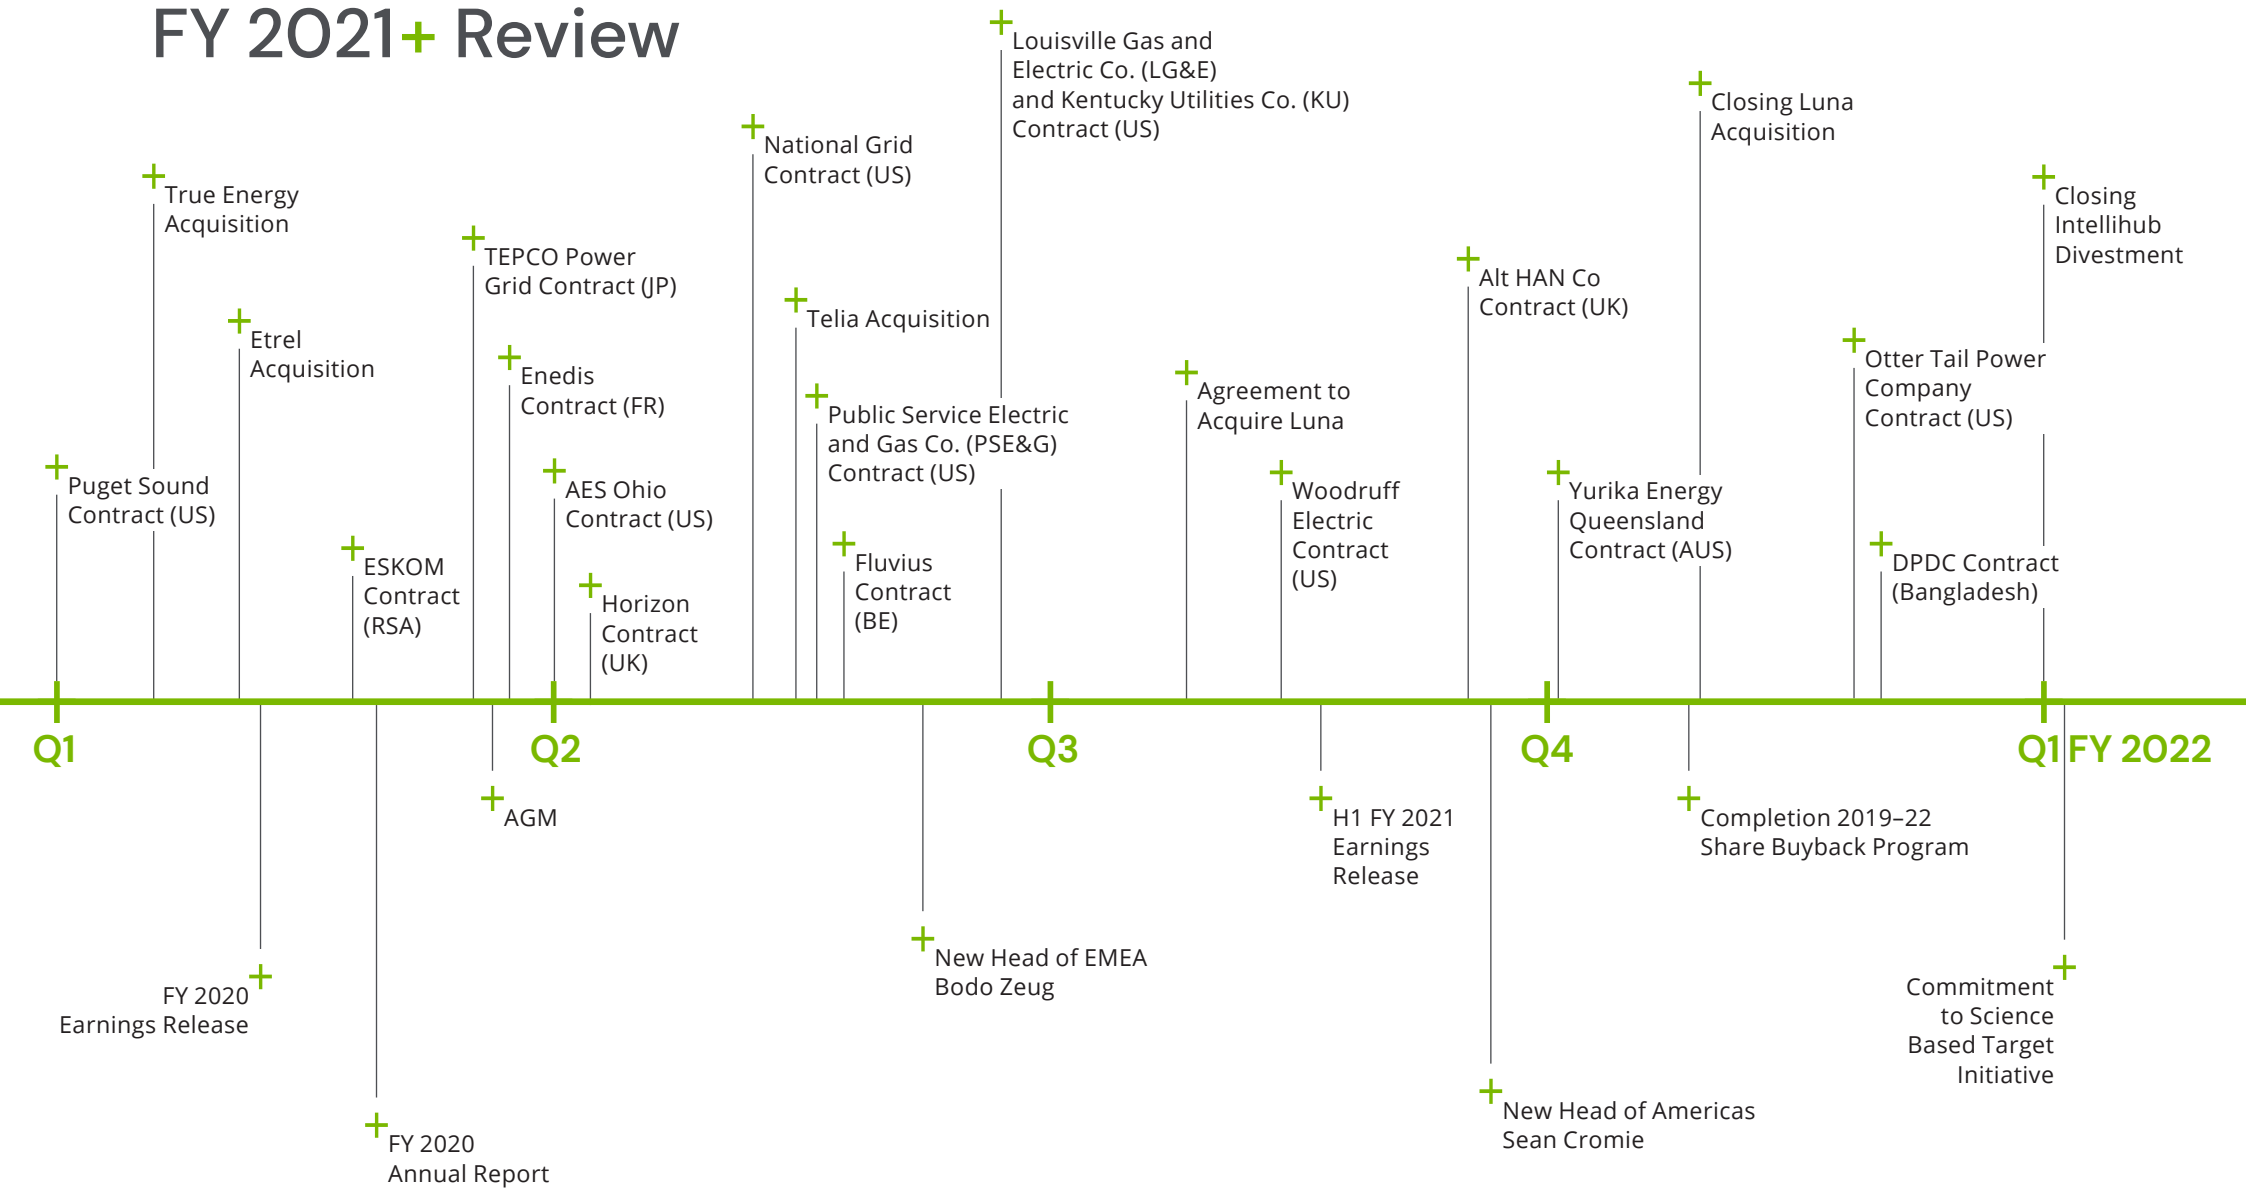 FY 2021+ Review
Puget Sound
Contract (US)
True Energy
Acquisition
Etrel
Acquisition
ESKOM
Contract
(RSA)
TEPCO Power
Grid Contract (JP)
Enedis
Contract (FR)
AES Ohio
Contract (US)
Horizon
Contract
(UK)
National Grid
Contract (US)
Telia Acquisition
Public Service Electric
and Gas Co. (PSE&G)
Contract (US)
Fluvius
Contract
(BE)
Louisville Gas and
Electric Co. (LG&E)
and Kentucky Utilities Co. (KU)
Contract (US)
Agreement to
Acquire Luna
Woodruff
Electric
Contract
(US)
Alt HAN Co
Contract (UK)
Yurika Energy
Queensland
Contract (AUS)
Closing Luna
Acquisition
Otter Tail Power
Company
Contract (US)
DPDC Contract
(Bangladesh)
Closing
Intellihub
Divestment
Q1
Q2
Q3
Q4
Q1 FY 2022
FY 2020
Earnings Release
FY 2020
Annual Report
AGM
New Head of EMEA
Bodo Zeug
H1 FY 2021
Earnings
Release
New Head of Americas
Sean Cromie
Completion 2019–22
Share Buyback Program
Commitment
to Science
Based Target
Initiative